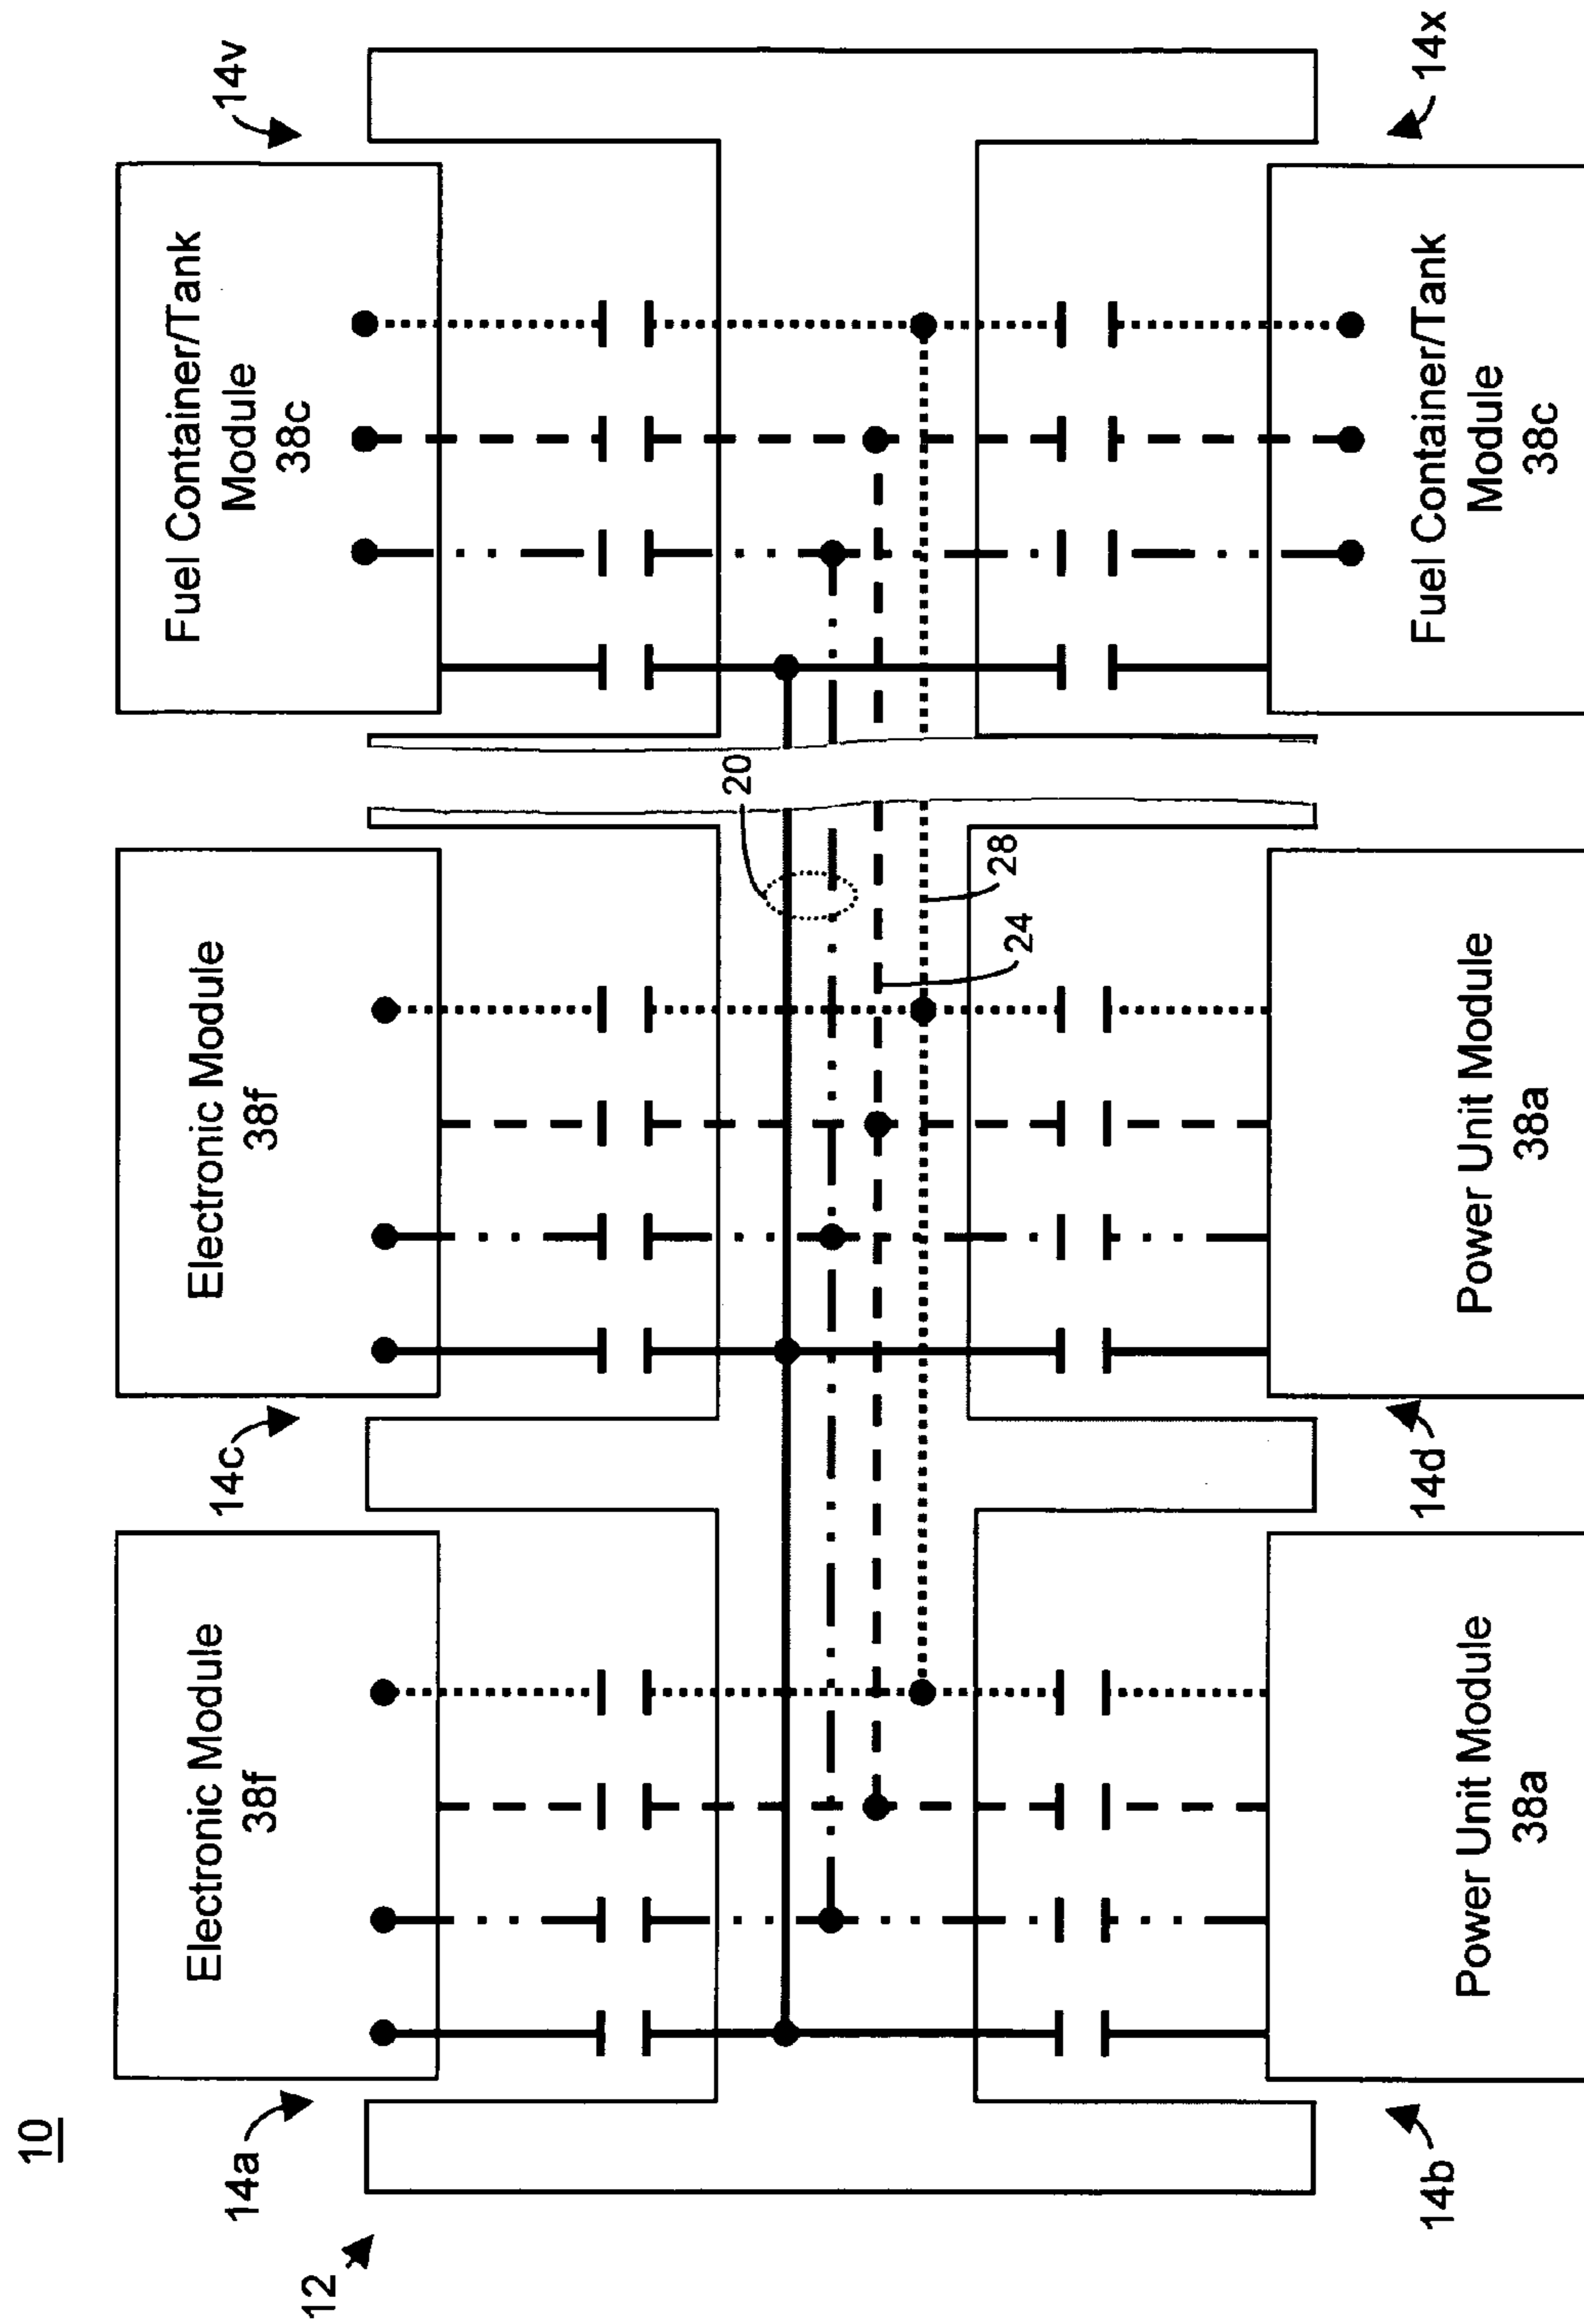 10
12
14a
14c
14v
Electronic Module
38f
Electronic Module
38f
Fuel Container/Tank
Module
38c
20
24
28
14b
14d
14x
Power Unit Module
38a
Power Unit Module
38a
Fuel Container/Tank
Module
38c